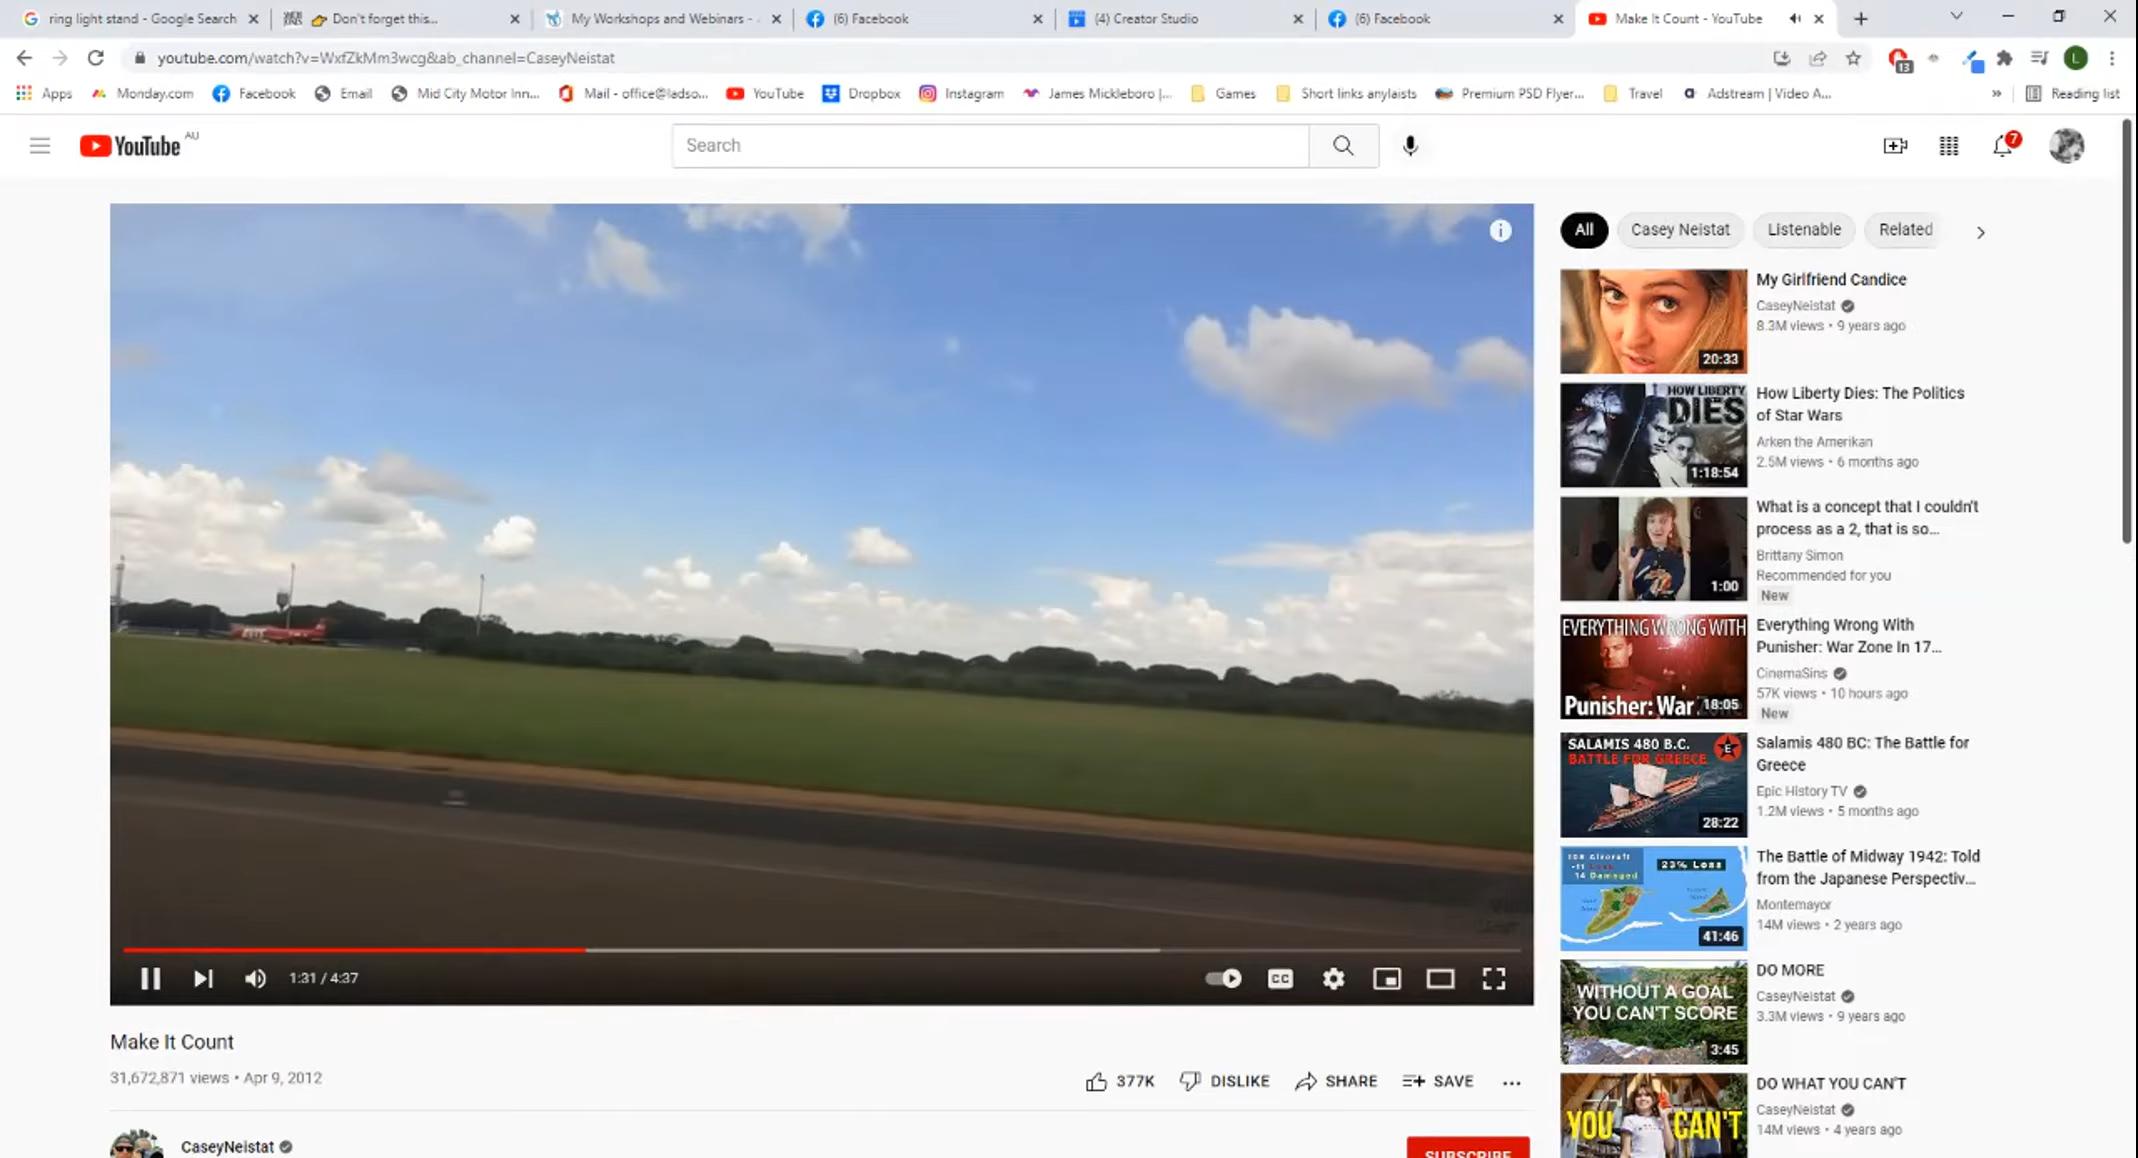 ring light stand - Google Search
Don't forget this...
My Workshops and Webinars -
(6) Facebook
(4) Creator Studio
(6) Facebook
Make It Count - YouTube
youtube.com/watch?v=WxfZkMm3wcg&ab_channel=CaseyNeistat
13
L
Apps
Monday.com
Facebook
Email
Mid City Motor Inn...
Mail - office@ladso...
YouTube
Dropbox
Instagram
James Mickleboro |...
Games
Short links anylaists
Premium PSD Flyer...
Travel
Adstream | Video A...
»
Reading list
YouTube AU
Search
7
All
Casey Neistat
Listenable
Related
My Girlfriend Candice
CaseyNeistat
8.3M views • 9 years ago
20:33
HOW LIBERTY
DIES
1:18:54
How Liberty Dies: The Politics
of Star Wars
Arken the Amerikan
2.5M views • 6 months ago
What is a concept that I couldn't
process as a 2, that is so...
Brittany Simon
Recommended for you
New
1:00
EVERYTHING WRONG WITH
Punisher: War Zone
18:05
Everything Wrong With
Punisher: War Zone In 17...
CinemaSins
57K views • 10 hours ago
New
SALAMIS 480 B.C.
BATTLE FOR GREECE
E
28:22
Salamis 480 BC: The Battle for
Greece
Epic History TV
1.2M views • 5 months ago
Aircraft
14 Damaged
23% Loss
41:46
The Battle of Midway 1942: Told
from the Japanese Perspectiv...
Montemayor
14M views • 2 years ago
WITHOUT A GOAL
YOU CAN'T SCORE
3:45
DO MORE
CaseyNeistat
3.3M views • 9 years ago
YOU CAN'T
DO WHAT YOU CAN'T
CaseyNeistat
14M views • 4 years ago
1:31 / 4:37
CC
Make It Count
31,672,871 views • Apr 9, 2012
377K
DISLIKE
SHARE
SAVE
CaseyNeistat
SUBSCRIBE